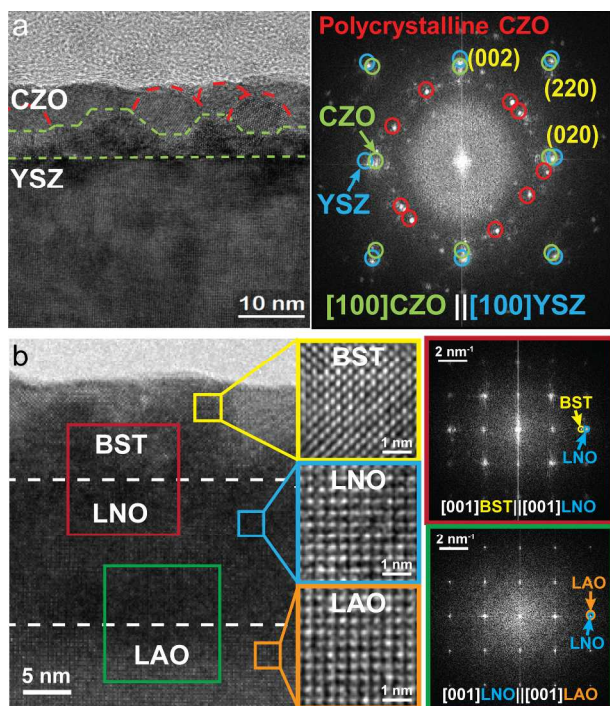 a
CZO
YSZ
10 nm
Polycrystalline CZO
(002)
(220)
CZO
(020)
YSZ
[100]CZO||[100]YSZ
b
BST
LNO
LAO
5 nm
BST
1 nm
LNO
1 nm
LAO
1 nm
2 nm⁻¹
BST
LNO
[001]BST||[001]LNO
2 nm⁻¹
LAO
LNO
[001]LNO||[001]LAO